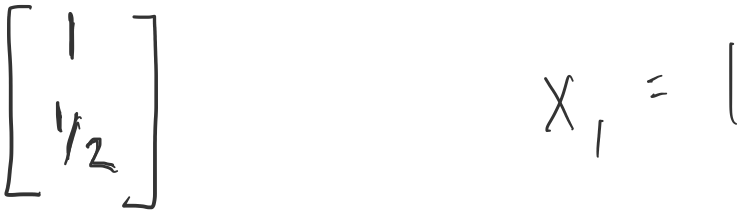 [ 1
1/2 ]
X₁ = 1